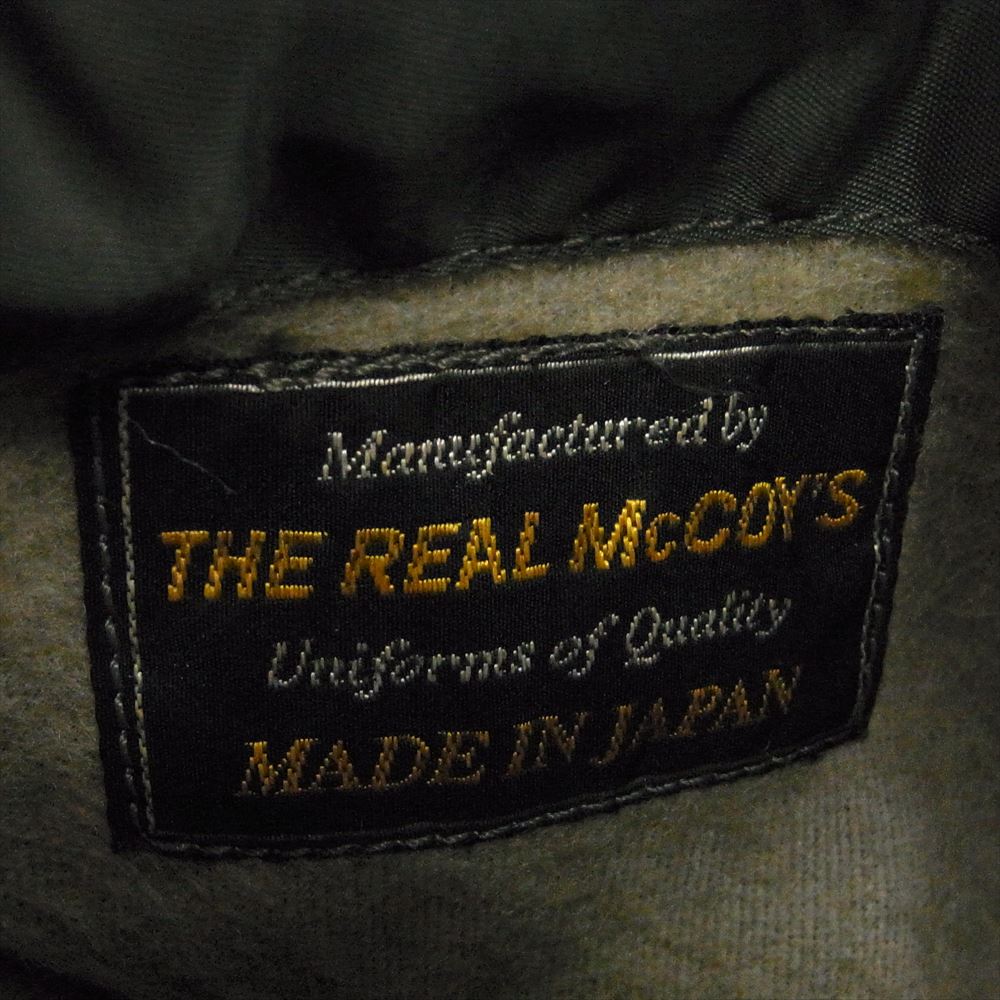 Manufactured by
THE REAL McCOY'S
Uniforms of Quality
MADE IN JAPAN